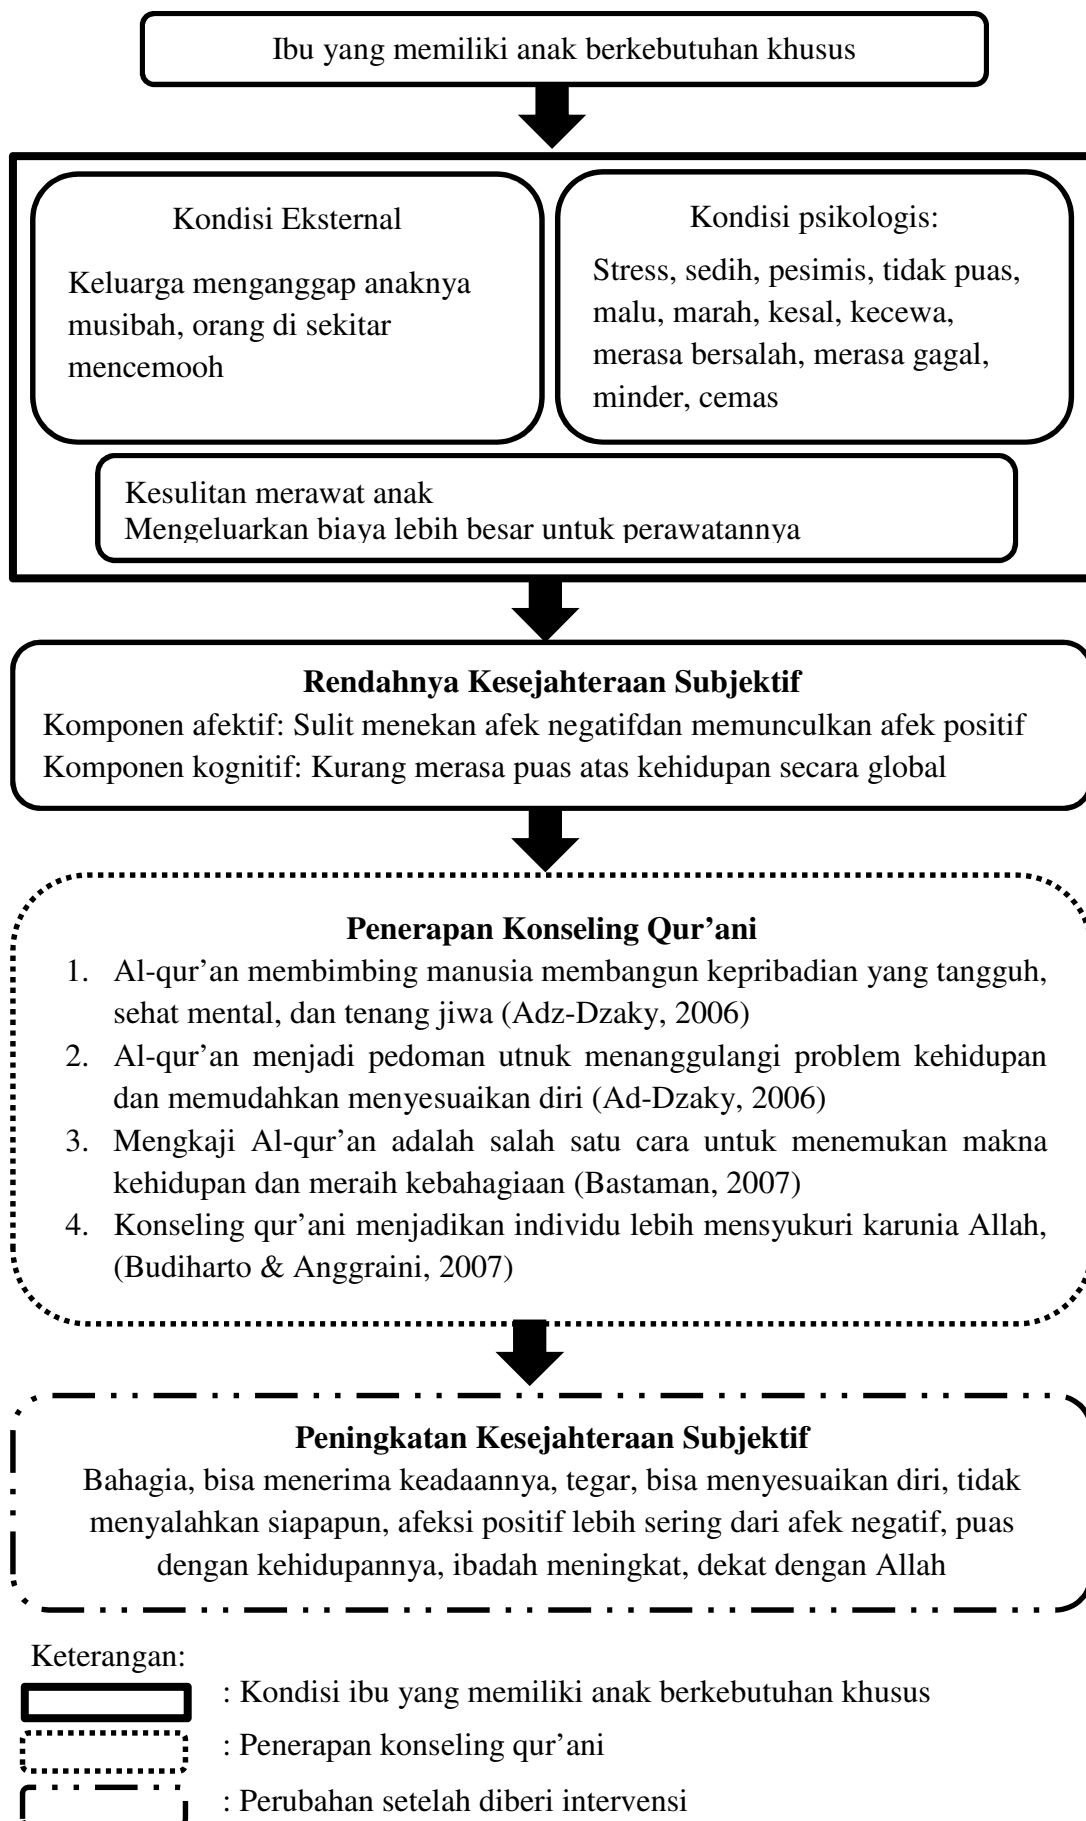 Ibu yang memiliki anak berkebutuhan khusus
Kondisi Eksternal
Keluarga menganggap anaknya
musibah, orang di sekitar
mencemooh
Kondisi psikologis:
Stress, sedih, pesimis, tidak puas,
malu, marah, kesal, kecewa,
merasa bersalah, merasa gagal,
minder, cemas
Kesulitan merawat anak
Mengeluarkan biaya lebih besar untuk perawatannya
Rendahnya Kesejahteraan Subjektif
Komponen afektif: Sulit menekan afek negatifdan memunculkan afek positif
Komponen kognitif: Kurang merasa puas atas kehidupan secara global
Penerapan Konseling Qur’ani
1. Al-qur’an membimbing manusia membangun kepribadian yang tangguh,
sehat mental, dan tenang jiwa (Adz-Dzaky, 2006)
2. Al-qur’an menjadi pedoman utnuk menanggulangi problem kehidupan
dan memudahkan menyesuaikan diri (Ad-Dzaky, 2006)
3. Mengkaji Al-qur’an adalah salah satu cara untuk menemukan makna
kehidupan dan meraih kebahagiaan (Bastaman, 2007)
4. Konseling qur’ani menjadikan individu lebih mensyukuri karunia Allah,
(Budiharto & Anggraini, 2007)
Peningkatan Kesejahteraan Subjektif
Bahagia, bisa menerima keadaannya, tegar, bisa menyesuaikan diri, tidak
menyalahkan siapapun, afeksi positif lebih sering dari afek negatif, puas
dengan kehidupannya, ibadah meningkat, dekat dengan Allah
Keterangan:
: Kondisi ibu yang memiliki anak berkebutuhan khusus
: Penerapan konseling qur’ani
: Perubahan setelah diberi intervensi